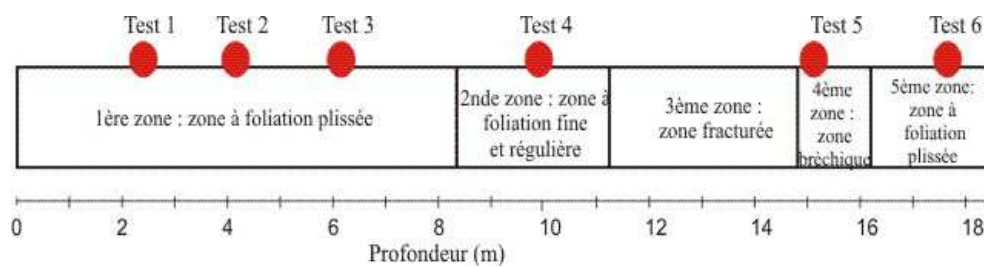 Test 1 Test 2 Test 3 Test 4 Test 5 Test 6
1ère zone : zone à foliation plissée
2nde zone : zone à
foliation fine
et régulière
3ème zone :
zone fracturée
4ème
zone :
zone
brèchique
5ème zone:
zone à
foliation
plissée
0 2 4 6 8 10 12 14 16 18
Profondeur (m)